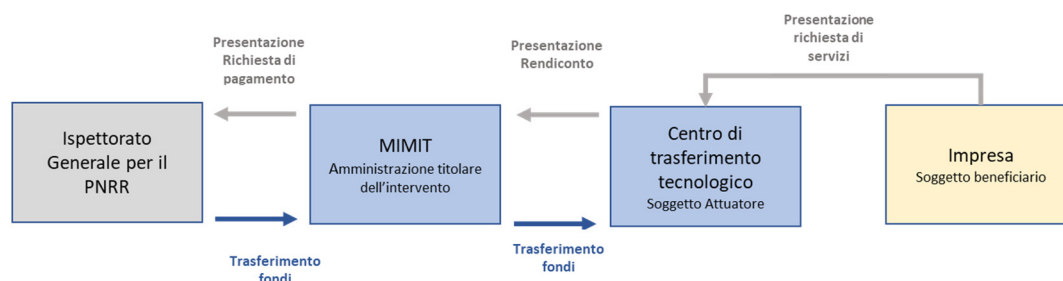 Presentazione
Richiesta di
pagamento
Presentazione
Rendiconto
Presentazione
richiesta di
servizi
Ispettorato
Generale per il
PNRR
MIMIT
Amministrazione titolare
dell'intervento
Centro di
trasferimento
tecnologico
Soggetto Attuatore
Impresa
Soggetto beneficiario
Trasferimento
fondi
Trasferimento
fondi